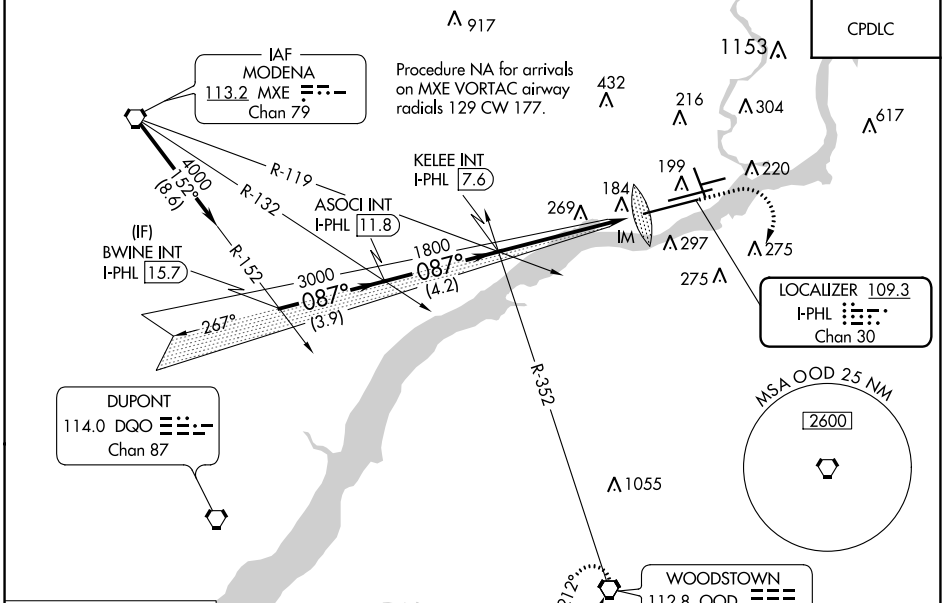 917
CPDLC
1153
IAF
MODENA
113.2 MXE
Chan 79
Procedure NA for arrivals
on MXE VORTAC airway
radials 129 CW 177.
432
216
304
617
4000
152°
(8.6)
R-119
R-132
R-152
KELEE INT
I-PHL 7.6
199
220
184
ASOCI INT
I-PHL 11.8
269
IM
297
275
275
(IF)
BWINE INT
I-PHL 15.7
3000
1800
087°
087°
(3.9)
(4.2)
267°
LOCALIZER 109.3
I-PHL
Chan 30
R-352
DUPONT
114.0 DQO
Chan 87
MSA OOD 25 NM
2600
1055
212°
WOODSTOWN
112.8 OOD